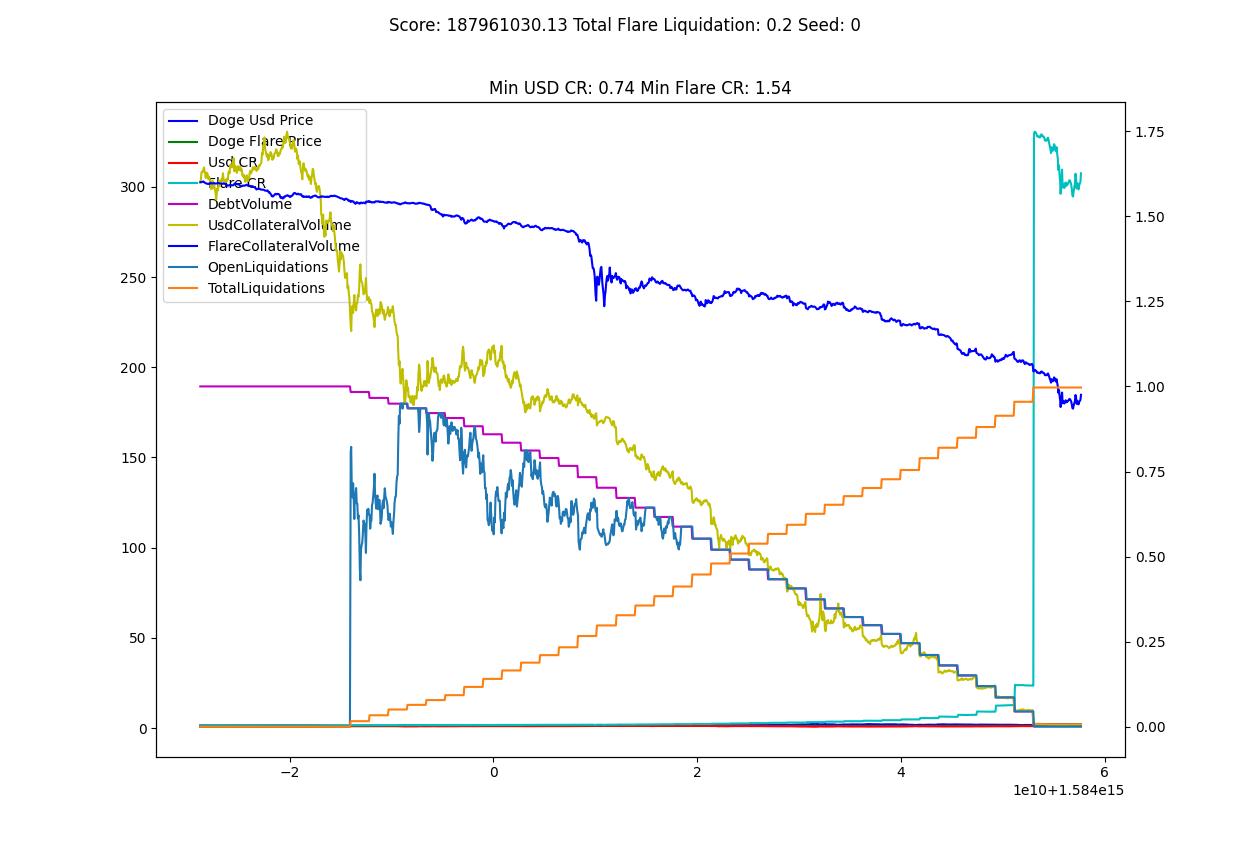 Score: 187961030.13 Total Flare Liquidation: 0.2 Seed: 0
Min USD CR: 0.74 Min Flare CR: 1.54
Doge Usd Price
Doge Flare Price
Usd CR
Flare CR
DebtVolume
UsdCollateralVolume
FlareCollateralVolume
OpenLiquidations
TotalLiquidations
300
250
200
150
100
50
0
1.75
1.50
1.25
1.00
0.75
0.50
0.25
0.00
−2 0 2 4 6
1e10+1.584e15